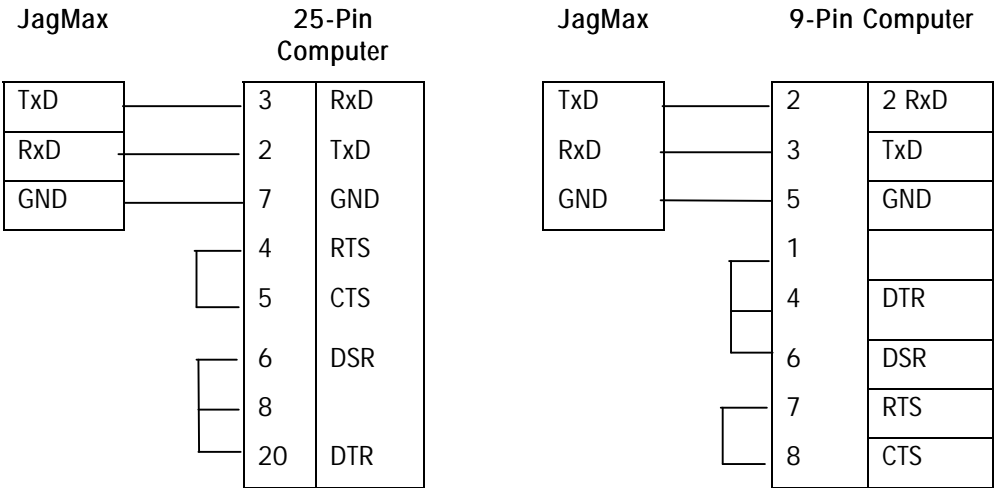 JagMax 25-Pin Computer JagMax 9-Pin Computer
TxD 3 RxD TxD 2 2 RxD
RxD 2 TxD RxD 3 TxD
GND 7 GND GND 5 GND
4 RTS 1
5 CTS 4 DTR
6 DSR 6 DSR
8 7 RTS
20 DTR 8 CTS